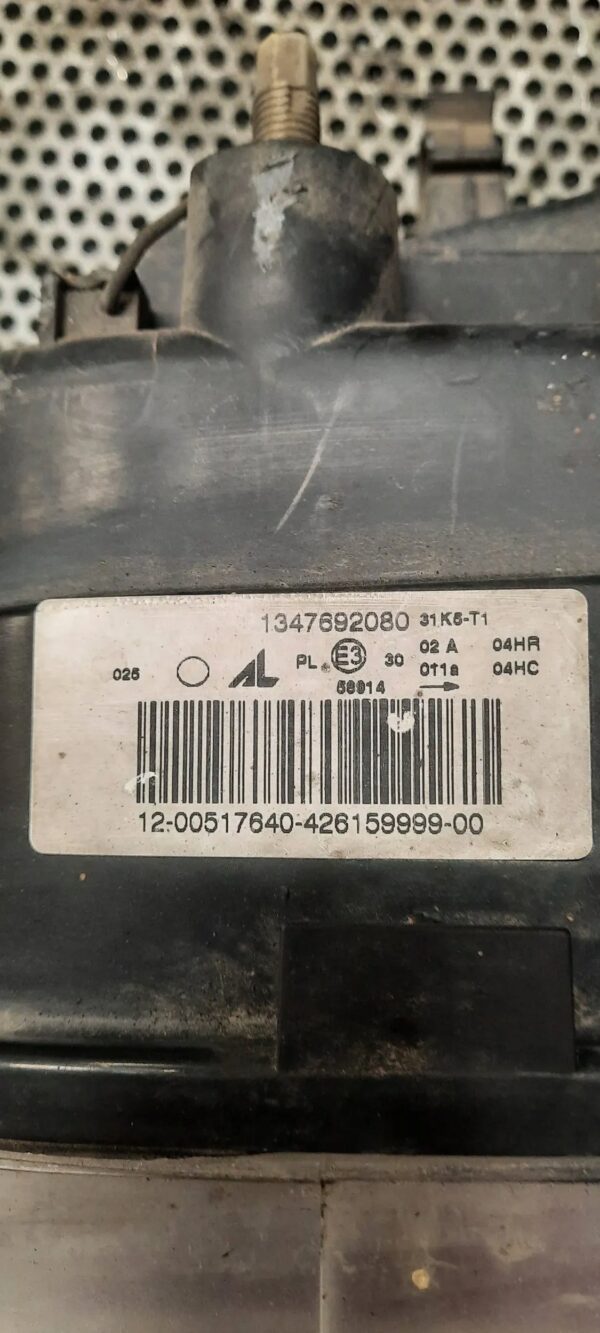 1347692080 31K5-T1
025 AL PL. E3 30 02 A 04HR
58914 011a 04HC
12-00517640-426159999-00